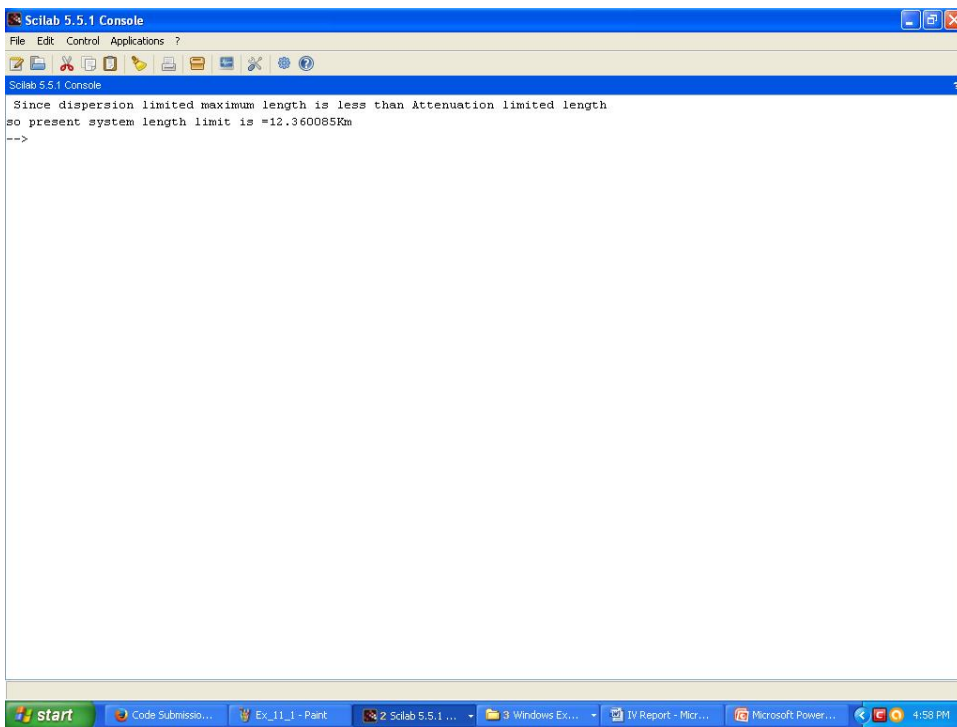 Scilab 5.5.1 Console
File Edit Control Applications ?
Scilab 5.5.1 Console ?
Since dispersion limited maximum length is less than Attenuation limited length
so present system length limit is =12.360085Km
-->
start Code Submissio... Ex_11_1 - Paint 2 Scilab 5.5.1 ... 3 Windows Ex... IV Report - Micr... Microsoft Power... 4:58 PM